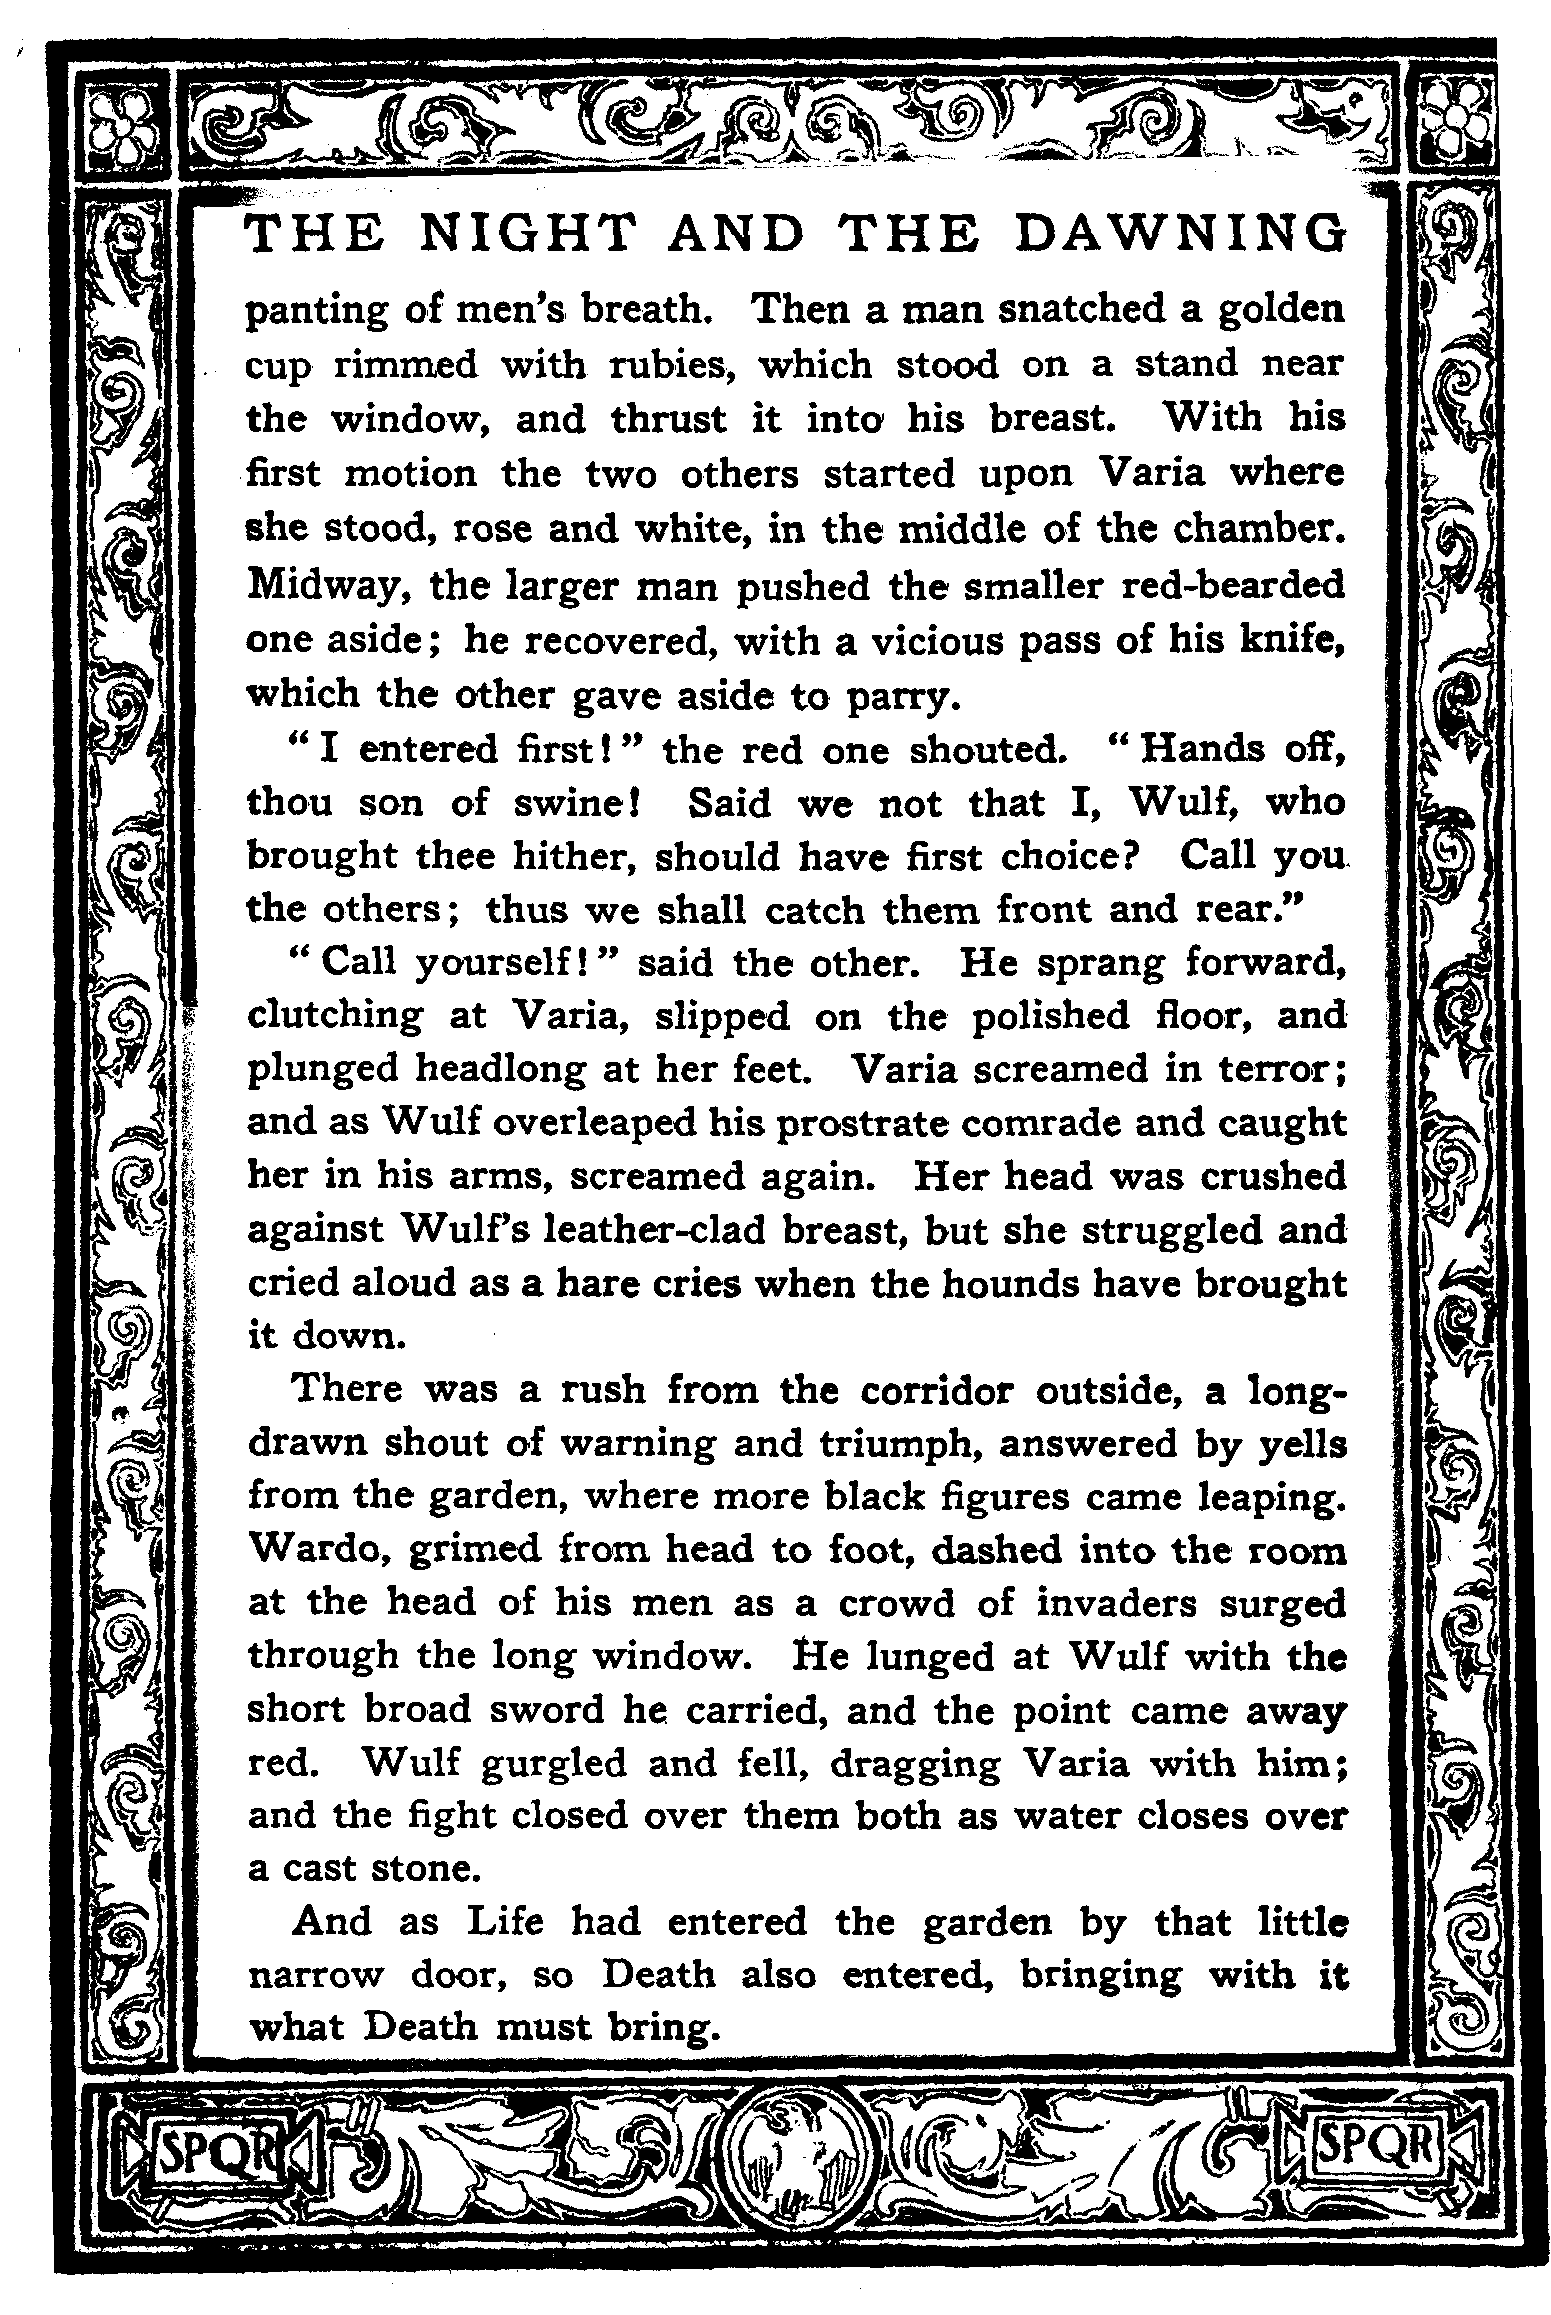 THE NIGHT AND THE DAWNING
panting of men's breath. Then a man snatched a golden
cup rimmed with rubies, which stood on a stand near
the window, and thrust it into his breast. With his
first motion the two others started upon Varia where
she stood, rose and white, in the middle of the chamber.
Midway, the larger man pushed the smaller red-bearded
one aside; he recovered, with a vicious pass of his knife,
which the other gave aside to parry.
"I entered first!" the red one shouted. "Hands off,
thou son of swine! Said we not that I, Wulf, who
brought thee hither, should have first choice? Call you
the others; thus we shall catch them front and rear."
"Call yourself!" said the other. He sprang forward,
clutching at Varia, slipped on the polished floor, and
plunged headlong at her feet. Varia screamed in terror;
and as Wulf overleaped his prostrate comrade and caught
her in his arms, screamed again. Her head was crushed
against Wulf's leather-clad breast, but she struggled and
cried aloud as a hare cries when the hounds have brought
it down.
There was a rush from the corridor outside, a long-
drawn shout of warning and triumph, answered by yells
from the garden, where more black figures came leaping.
Wardo, grimed from head to foot, dashed into the room
at the head of his men as a crowd of invaders surged
through the long window. He lunged at Wulf with the
short broad sword he carried, and the point came away
red. Wulf gurgled and fell, dragging Varia with him;
and the fight closed over them both as water closes over
a cast stone.
And as Life had entered the garden by that little
narrow door, so Death also entered, bringing with it
what Death must bring.
SPQR
SPQR